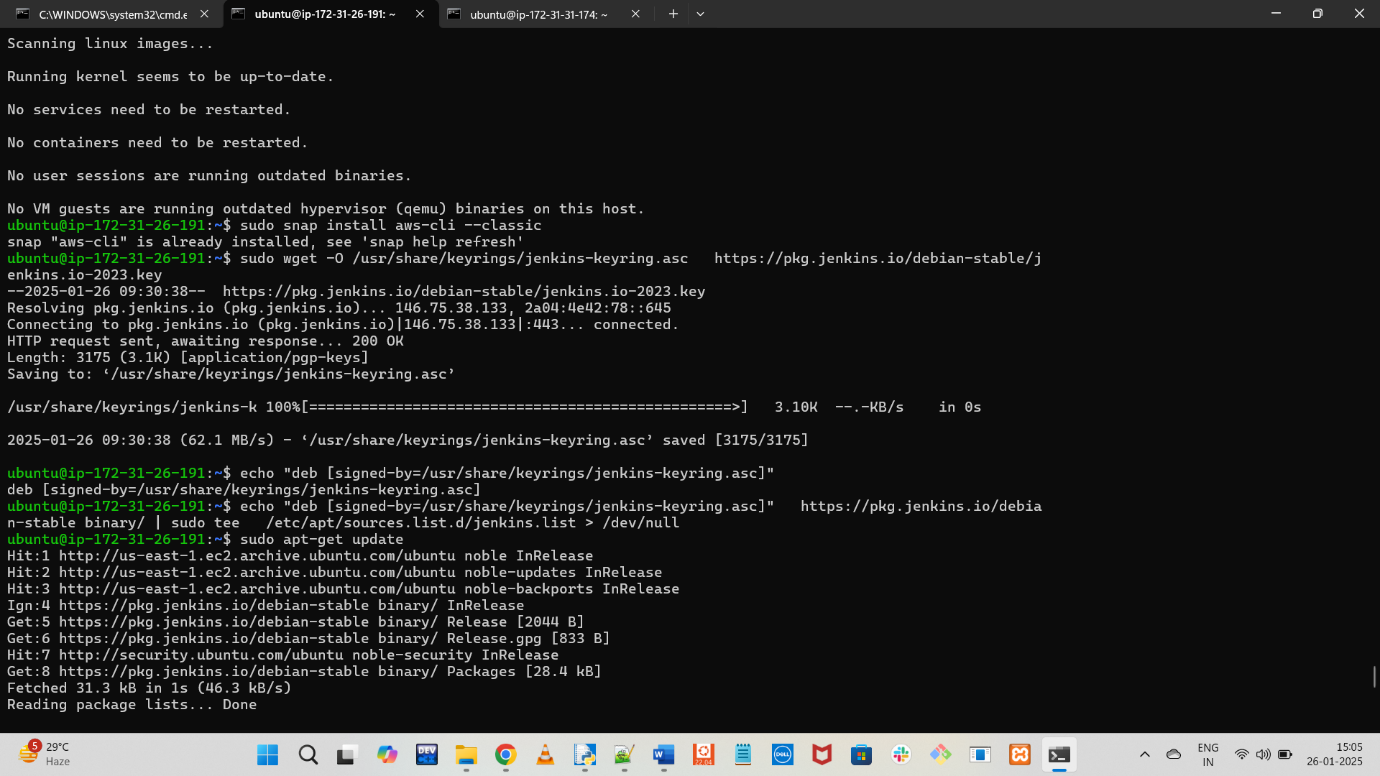 C:\WINDOWS\system32\cmd.e
ubuntu@ip-172-31-26-191: ~
ubuntu@ip-172-31-31-174: ~
Scanning linux images...
Running kernel seems to be up-to-date.
No services need to be restarted.
No containers need to be restarted.
No user sessions are running outdated binaries.
No VM guests are running outdated hypervisor (qemu) binaries on this host.
ubuntu@ip-172-31-26-191:~$ sudo snap install aws-cli --classic
snap "aws-cli" is already installed, see 'snap help refresh'
ubuntu@ip-172-31-26-191:~$ sudo wget -O /usr/share/keyrings/jenkins-keyring.asc   https://pkg.jenkins.io/debian-stable/j
enkins.io-2023.key
--2025-01-26 09:30:38--  https://pkg.jenkins.io/debian-stable/jenkins.io-2023.key
Resolving pkg.jenkins.io (pkg.jenkins.io)... 146.75.38.133, 2a04:4e42:78::645
Connecting to pkg.jenkins.io (pkg.jenkins.io)|146.75.38.133|:443... connected.
HTTP request sent, awaiting response... 200 OK
Length: 3175 (3.1K) [application/pgp-keys]
Saving to: ‘/usr/share/keyrings/jenkins-keyring.asc’
/usr/share/keyrings/jenkins-k 100%[=================================================>]   3.10K  --.-KB/s    in 0s
2025-01-26 09:30:38 (62.1 MB/s) - ‘/usr/share/keyrings/jenkins-keyring.asc’ saved [3175/3175]
ubuntu@ip-172-31-26-191:~$ echo "deb [signed-by=/usr/share/keyrings/jenkins-keyring.asc]"
deb [signed-by=/usr/share/keyrings/jenkins-keyring.asc]
ubuntu@ip-172-31-26-191:~$ echo "deb [signed-by=/usr/share/keyrings/jenkins-keyring.asc]"   https://pkg.jenkins.io/debia
n-stable binary/ | sudo tee   /etc/apt/sources.list.d/jenkins.list > /dev/null
ubuntu@ip-172-31-26-191:~$ sudo apt-get update
Hit:1 http://us-east-1.ec2.archive.ubuntu.com/ubuntu noble InRelease
Hit:2 http://us-east-1.ec2.archive.ubuntu.com/ubuntu noble-updates InRelease
Hit:3 http://us-east-1.ec2.archive.ubuntu.com/ubuntu noble-backports InRelease
Ign:4 https://pkg.jenkins.io/debian-stable binary/ InRelease
Get:5 https://pkg.jenkins.io/debian-stable binary/ Release [2044 B]
Get:6 https://pkg.jenkins.io/debian-stable binary/ Release.gpg [833 B]
Hit:7 http://security.ubuntu.com/ubuntu noble-security InRelease
Get:8 https://pkg.jenkins.io/debian-stable binary/ Packages [28.4 kB]
Fetched 31.3 kB in 1s (46.3 kB/s)
Reading package lists... Done
5
29°C
Haze
DEV
22.04
DELL
ENG
IN
15:05
26-01-2025